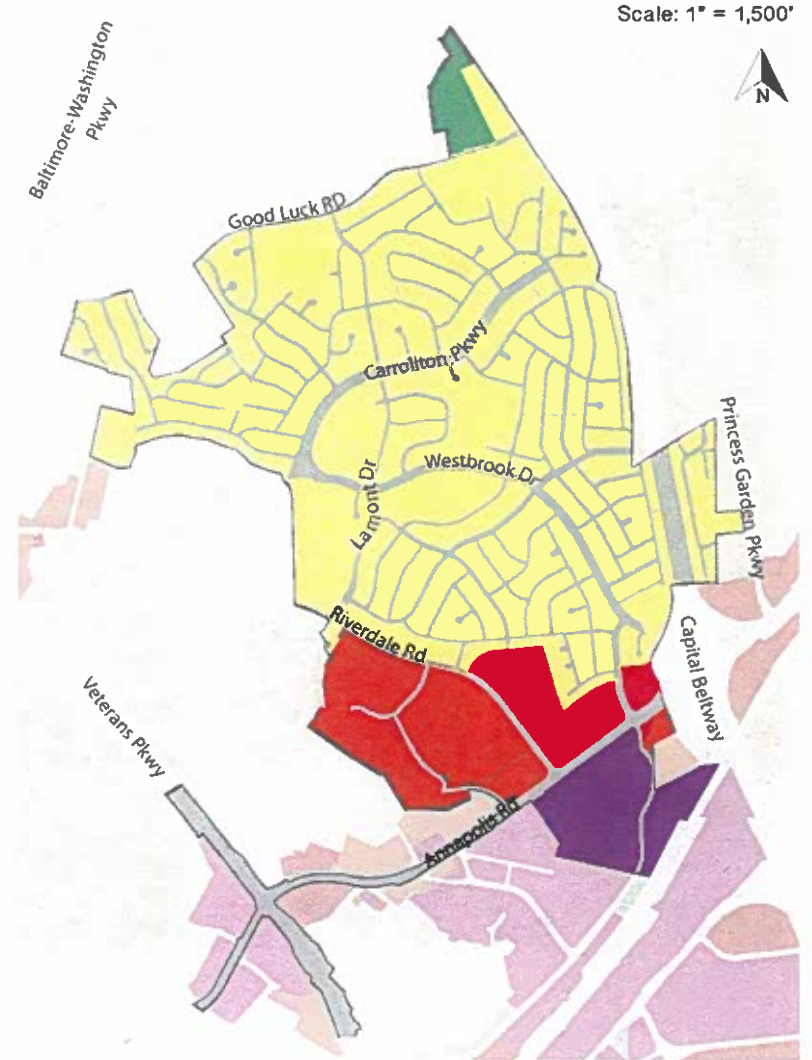 Scale: 1" = 1,500'
N
Baltimore-Washington
Pkwy
Good Luck RD
Carrollton Pkwy
Westbrook Dr
Lamont Dr
Princess Garden Pkwy
Riverdale Rd
Capital Beltway
Veterans Pkwy
Annapolis Rd